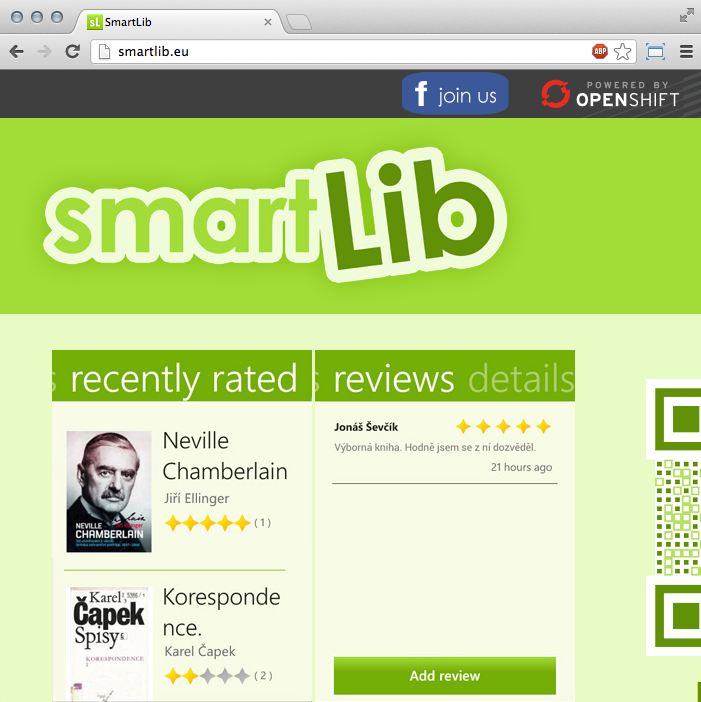 sL SmartLib
smartlib.eu
ABP
f join us
POWERED BY
OPENSHIFT
smartLib
s recently rated
Neville
Chamberlain
Jiří Ellinger
(1)
NEVILLE
CHAMBERLAIN
Koresponde
nce.
Karel Čapek
(2)
Karel
Čapek
Spisy
KORESPONDENCE
I
s reviews details
Jonáš Ševčík
Výborná kniha. Hodně jsem se z ní dozvěděl.
21 hours ago
Add review